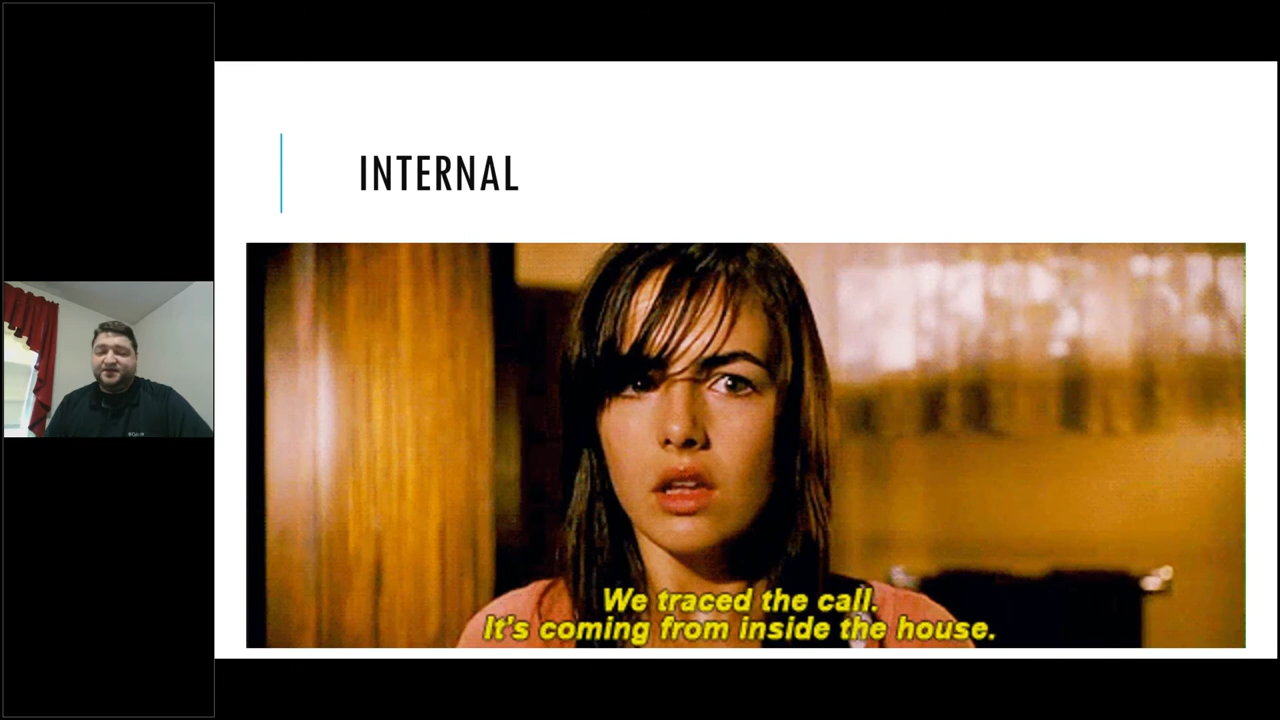 INTERNAL
We traced the call.
It's coming from inside the house.